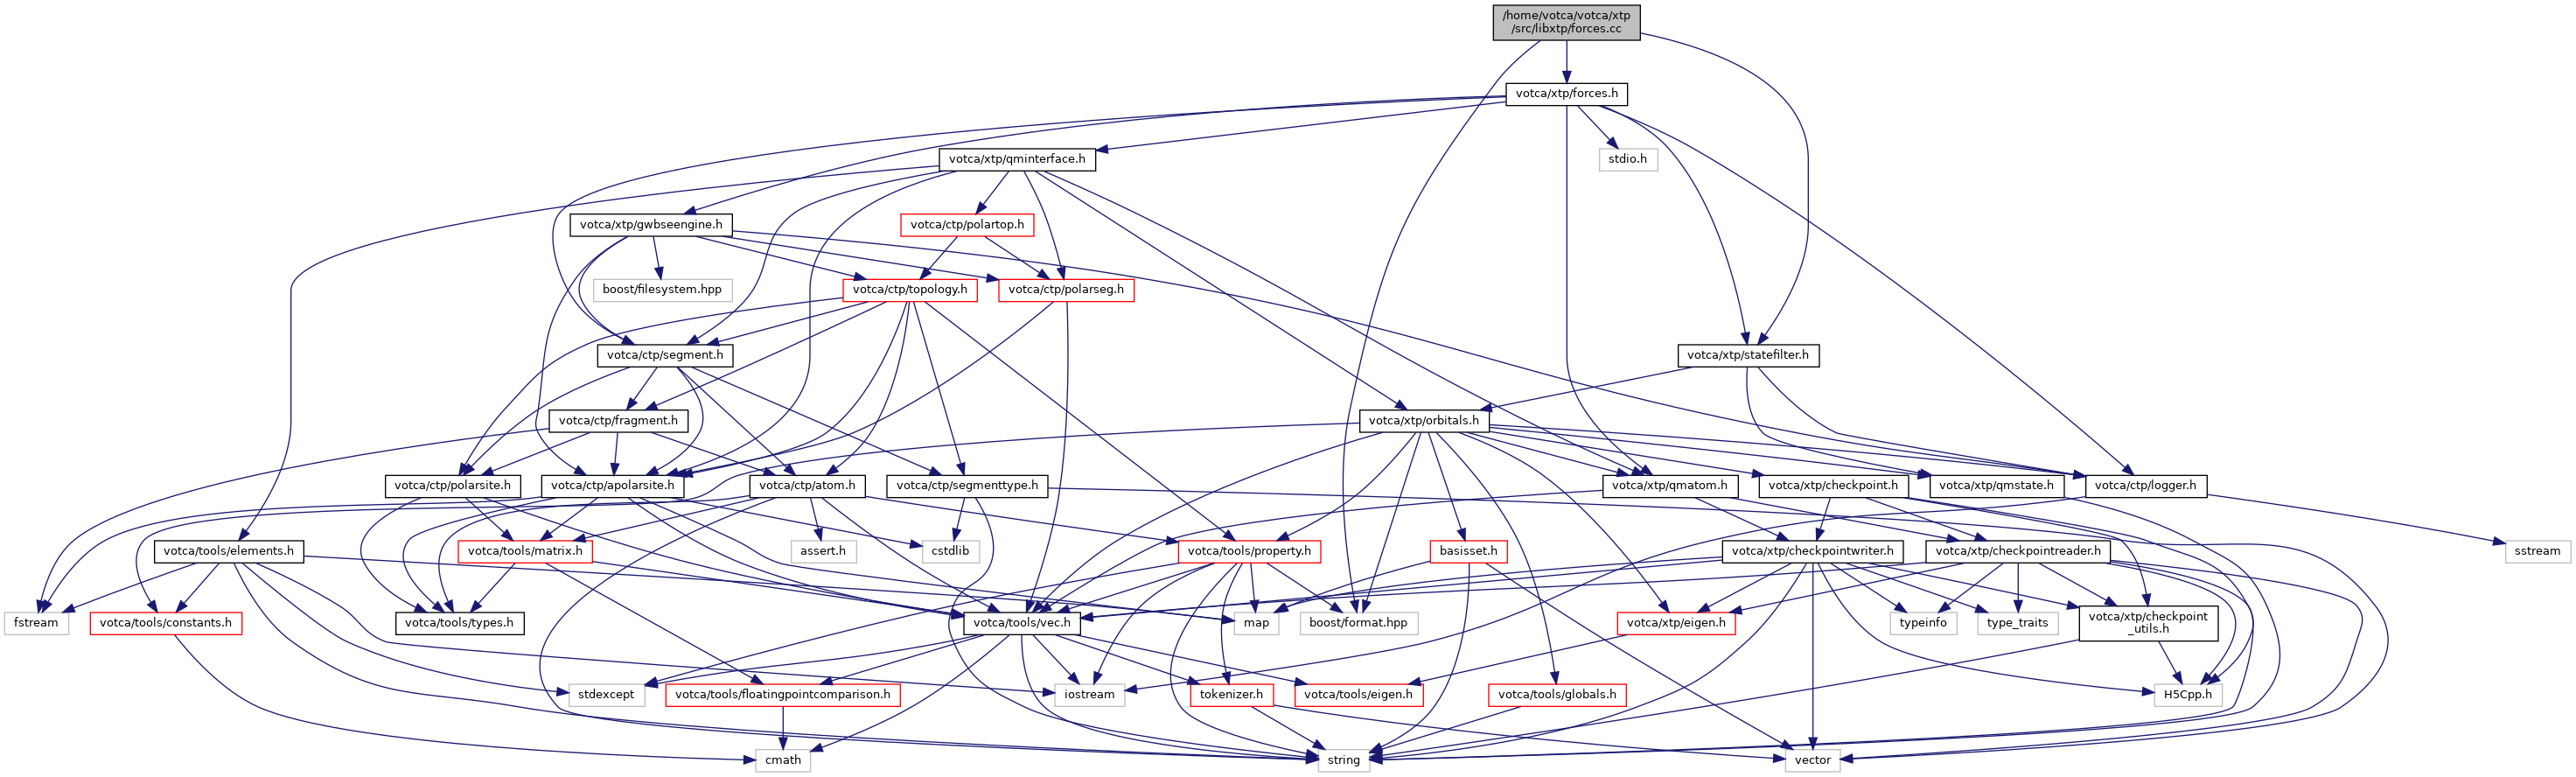 /home/votca/votca/xtp
/src/libxtp/forces.cc
votca/xtp/forces.h
votca/xtp/qminterface.h
stdio.h
votca/xtp/gwbseengine.h
votca/ctp/polartop.h
boost/filesystem.hpp
votca/ctp/topology.h
votca/ctp/polarseg.h
votca/ctp/segment.h
votca/xtp/statefilter.h
votca/ctp/fragment.h
votca/xtp/orbitals.h
votca/ctp/polarsite.h
votca/ctp/apolarsite.h
votca/ctp/atom.h
votca/ctp/segmenttype.h
votca/xtp/qmatom.h
votca/xtp/checkpoint.h
votca/xtp/qmstate.h
votca/ctp/logger.h
votca/tools/elements.h
votca/tools/matrix.h
assert.h
cstdlib
votca/tools/property.h
basisset.h
votca/xtp/checkpointwriter.h
votca/xtp/checkpointreader.h
sstream
fstream
votca/tools/constants.h
votca/tools/types.h
votca/tools/vec.h
map
boost/format.hpp
votca/xtp/eigen.h
typeinfo
type_traits
votca/xtp/checkpoint
_utils.h
stdexcept
votca/tools/floatingpointcomparison.h
iostream
tokenizer.h
votca/tools/eigen.h
votca/tools/globals.h
H5Cpp.h
cmath
string
vector